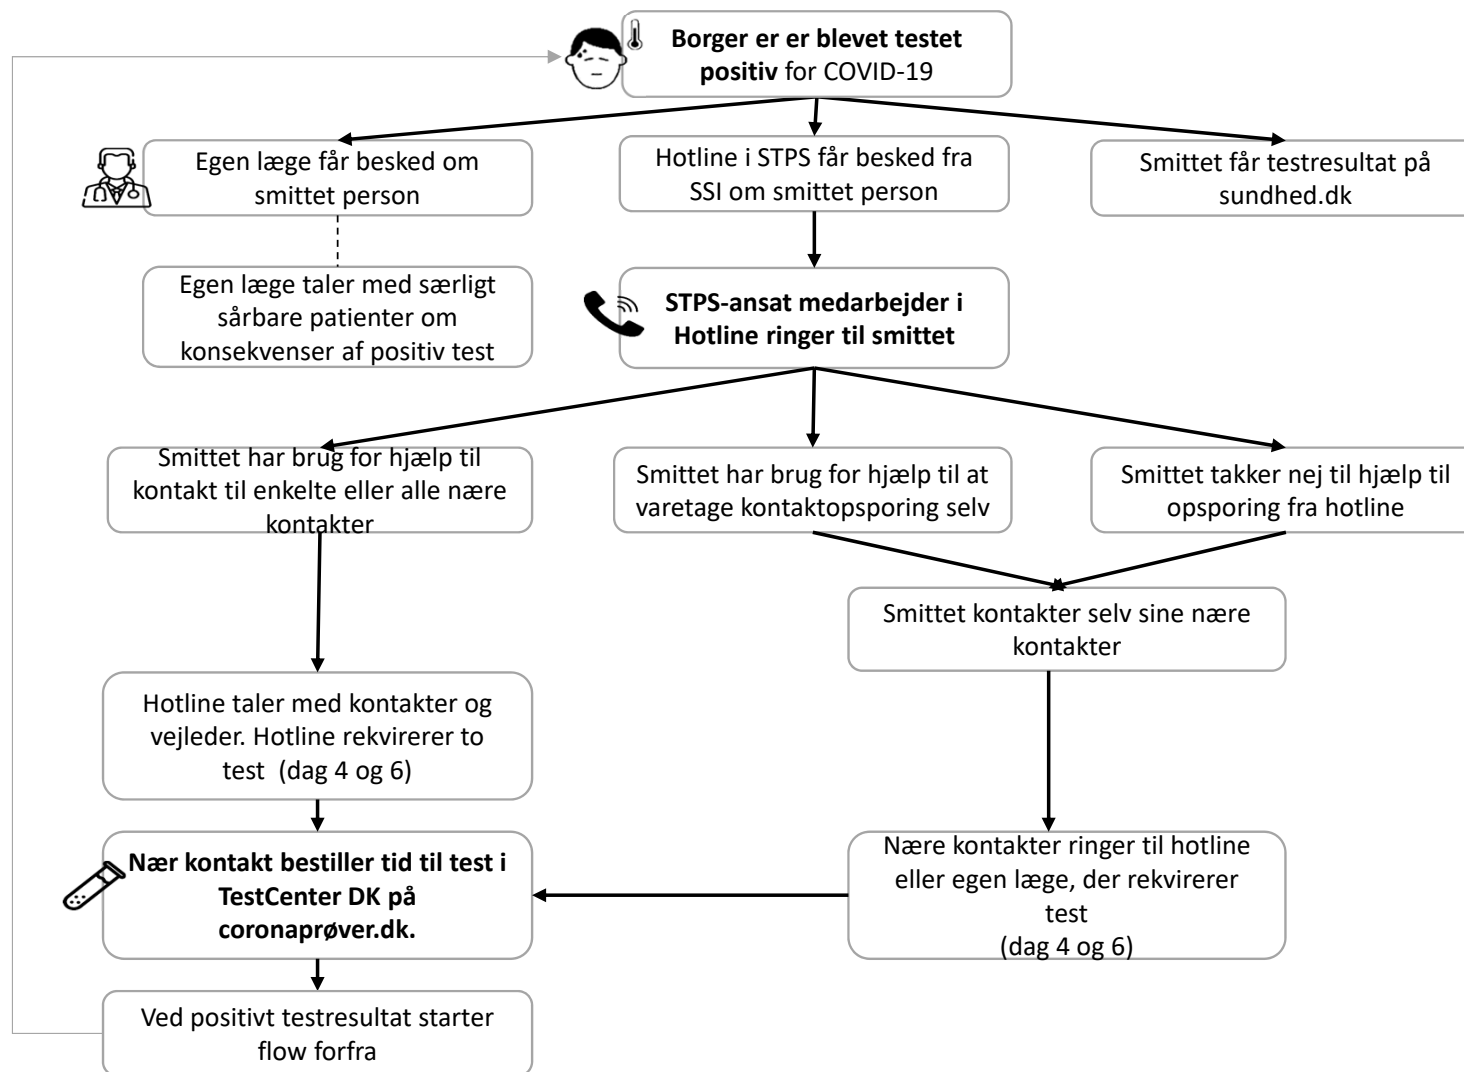 Borger er er blevet testet
positiv for COVID-19
Egen læge får besked om
smittet person
Hotline i STPS får besked fra
SSI om smittet person
Smittet får testresultat på
sundhed.dk
Egen læge taler med særligt
sårbare patienter om
konsekvenser af positiv test
STPS-ansat medarbejder i
Hotline ringer til smittet
Smittet har brug for hjælp til
kontakt til enkelte eller alle nære
kontakter
Smittet har brug for hjælp til at
varetage kontaktopsporing selv
Smittet takker nej til hjælp til
opsporing fra hotline
Smittet kontakter selv sine nære
kontakter
Hotline taler med kontakter og
vejleder. Hotline rekvirerer to
test (dag 4 og 6)
Nær kontakt bestiller tid til test i
TestCenter DK på
coronaprøver.dk.
Nære kontakter ringer til hotline
eller egen læge, der rekvirerer
test
(dag 4 og 6)
Ved positivt testresultat starter
flow forfra